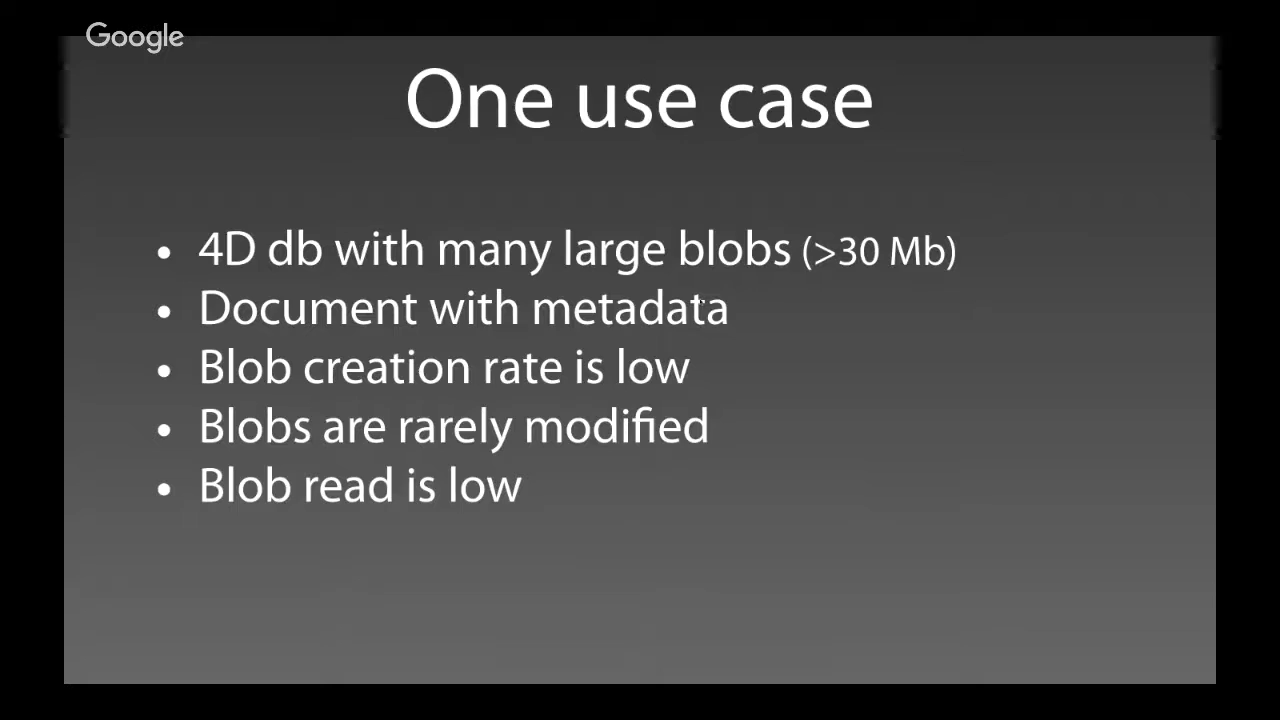 Google
One use case
• 4D db with many large blobs (>30 Mb)
• Document with metadata
• Blob creation rate is low
• Blobs are rarely modified
• Blob read is low